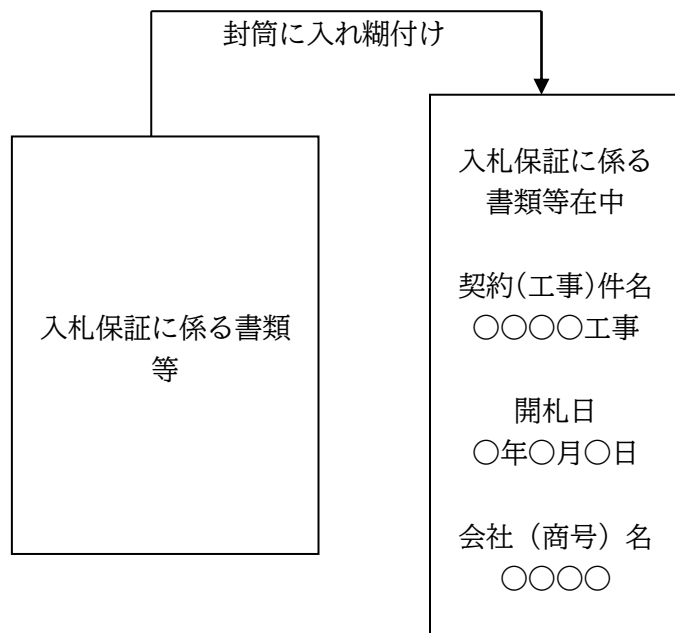 封筒に入れ糊付け
入札保証に係る書類
等
入札保証に係る
書類等在中
契約(工事)件名
○○○○工事
開札日
○年○月○日
会社（商号）名
○○○○